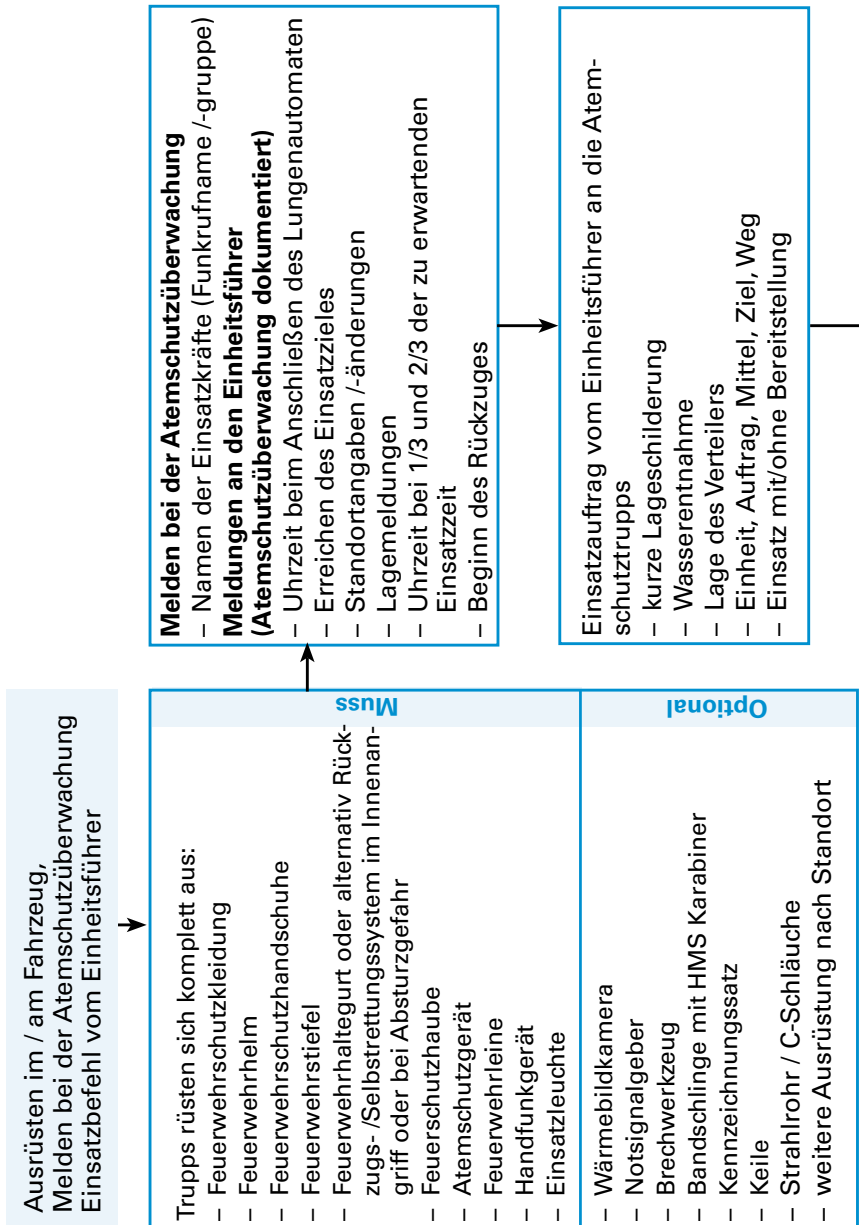 Ausrüsten im / am Fahrzeug,
Melden bei der Atemschutzüberwachung
Einsatzbefehl vom Einheitsführer
Muss
Trupps rüsten sich komplett aus:
– Feuerwehrschutzkleidung
– Feuerwehrhelm
– Feuerwehrschutzhandschuhe
– Feuerwehrstiefel
– Feuerwehrhaltegurt oder alternativ Rück-
zugs- /Selbstrettungssystem im Innenan-
griff oder bei Absturzgefahr
– Feuerschutzhaube
– Atemschutzgerät
– Feuerwehrleine
– Handfunkgerät
– Einsatzleuchte
Optional
– Wärmebildkamera
– Notsignalgeber
– Brechwerkzeug
– Bandschlinge mit HMS Karabiner
– Kennzeichnungssatz
– Keile
– Strahlrohr / C-Schläuche
– weitere Ausrüstung nach Standort
Melden bei der Atemschutzüberwachung
– Namen der Einsatzkräfte (Funkrufname /-gruppe)
Meldungen an den Einheitsführer
(Atemschutzüberwachung dokumentiert)
– Uhrzeit beim Anschließen des Lungenautomaten
– Erreichen des Einsatzzieles
– Standortangaben /-änderungen
– Lagemeldungen
– Uhrzeit bei 1/3 und 2/3 der zu erwartenden
Einsatzzeit
– Beginn des Rückzuges
Einsatzauftrag vom Einheitsführer an die Atem-
schutztrupps
– kurze Lageschilderung
– Wasserentnahme
– Lage des Verteilers
– Einheit, Auftrag, Mittel, Ziel, Weg
– Einsatz mit/ohne Bereitstellung